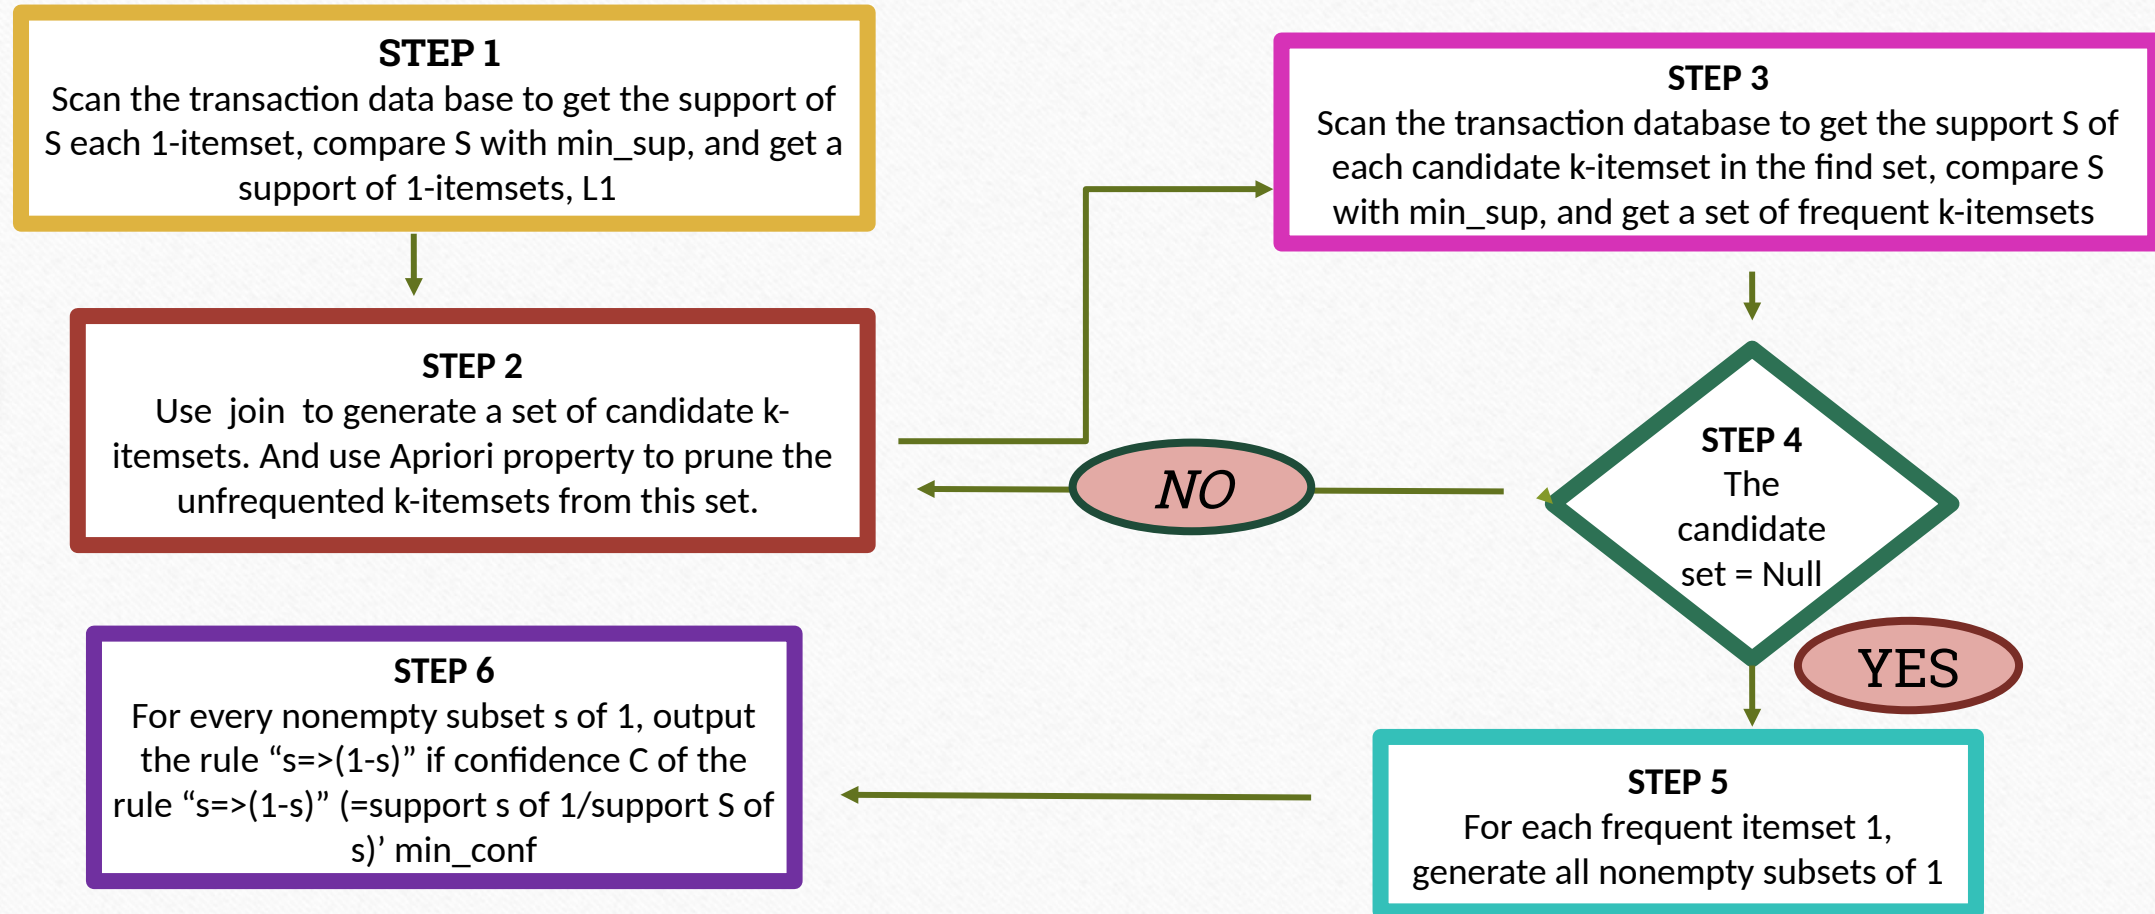 STEP 1
Scan the transaction data base to get the support of
S each 1-itemset, compare S with min_sup, and get a
support of 1-itemsets, L1
STEP 2
Use  join  to generate a set of candidate k-
itemsets. And use Apriori property to prune the
unfrequented k-itemsets from this set.
STEP 3
Scan the transaction database to get the support S of
each candidate k-itemset in the find set, compare S
with min_sup, and get a set of frequent k-itemsets
STEP 4
The
candidate
set = Null
NO
YES
STEP 5
For each frequent itemset 1,
generate all nonempty subsets of 1
STEP 6
For every nonempty subset s of 1, output
the rule “s=>(1-s)” if confidence C of the
rule “s=>(1-s)” (=support s of 1/support S of
s)’ min_conf